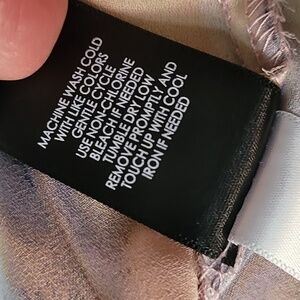 MACHINE WASH COLD
WITH LIKE COLORS
GENTLE CYCLE
USE NON-CHLORINE
BLEACH IF NEEDED
TUMBLE DRY LOW
REMOVE PROMPTLY AND
TOUCH UP WITH COOL
IRON IF NEEDED